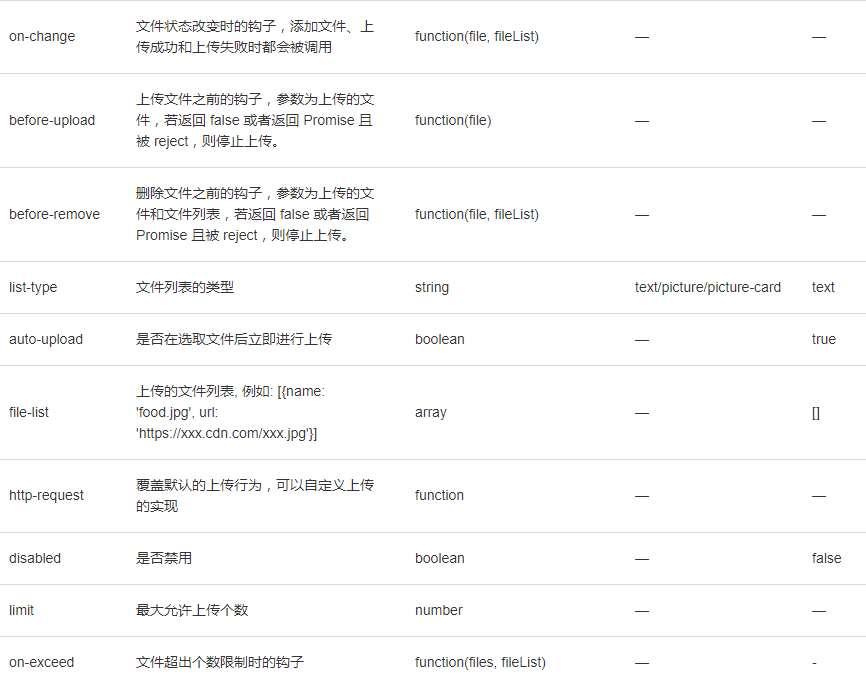 on-change
文件状态改变时的钩子，添加文件、上
传成功和上传失败时都会被调用
function(file, fileList)
—
—
before-upload
上传文件之前的钩子，参数为上传的文
件，若返回 false 或者返回 Promise 且
被 reject，则停止上传。
function(file)
—
—
before-remove
删除文件之前的钩子，参数为上传的文
件和文件列表，若返回 false 或者返回
Promise 且被 reject，则停止上传。
function(file, fileList)
—
—
list-type
文件列表的类型
string
text/picture/picture-card
text
auto-upload
是否在选取文件后立即进行上传
boolean
—
true
file-list
上传的文件列表, 例如: [{name:
'food.jpg', url:
'https://xxx.cdn.com/xxx.jpg'}]
array
—
[]
http-request
覆盖默认的上传行为，可以自定义上传
的实现
function
—
—
disabled
是否禁用
boolean
—
false
limit
最大允许上传个数
number
—
—
on-exceed
文件超出个数限制时的钩子
function(files, fileList)
—
-